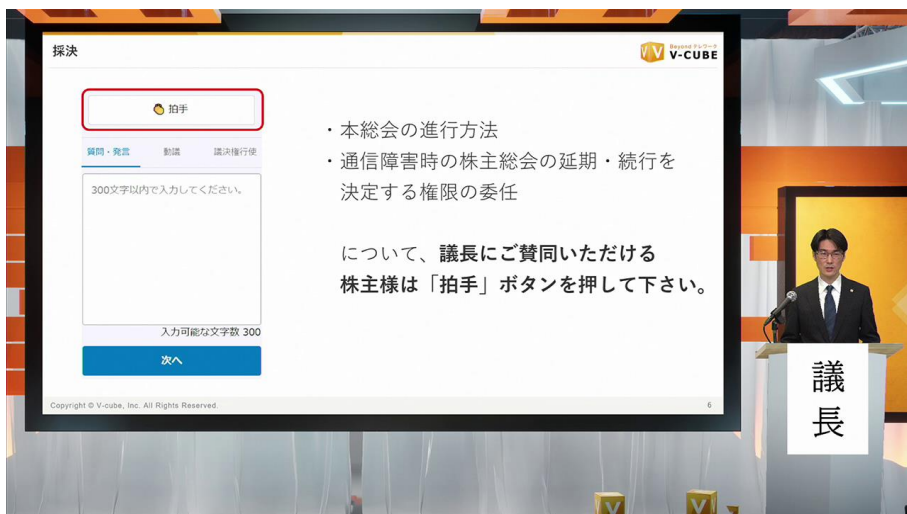 採決
Beyond テレワーク
V-CUBE
拍手
質問・発言 動議 議決権行使
300文字以内で入力してください。
入力可能な文字数 300
次へ
・本総会の進行方法
・通信障害時の株主総会の延期・続行を
決定する権限の委任
について、議長にご賛同いただける
株主様は「拍手」ボタンを押して下さい。
Copyright © V-cube, Inc. All Rights Reserved.
6
議
長
V
V